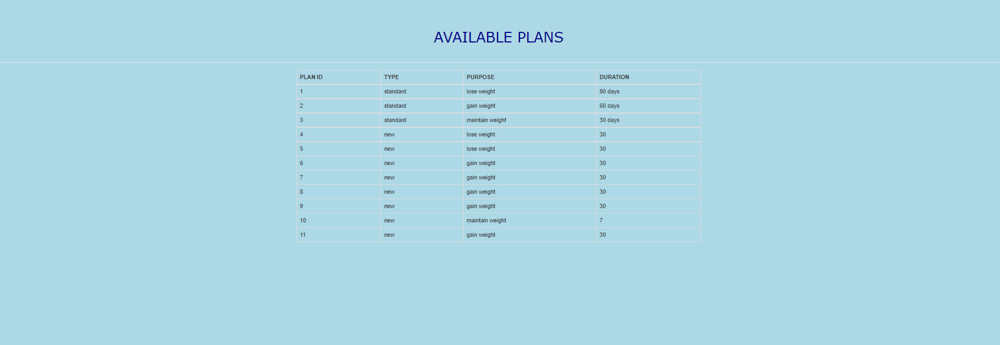 AVAILABLE PLANS
PLAN ID TYPE PURPOSE DURATION
1 standard lose weight 90 days
2 standard gain weight 60 days
3 standard maintain weight 30 days
4 new lose weight 30
5 new lose weight 30
6 new gain weight 30
7 new gain weight 30
8 new gain weight 30
9 new gain weight 30
10 new maintain weight 7
11 new gain weight 30